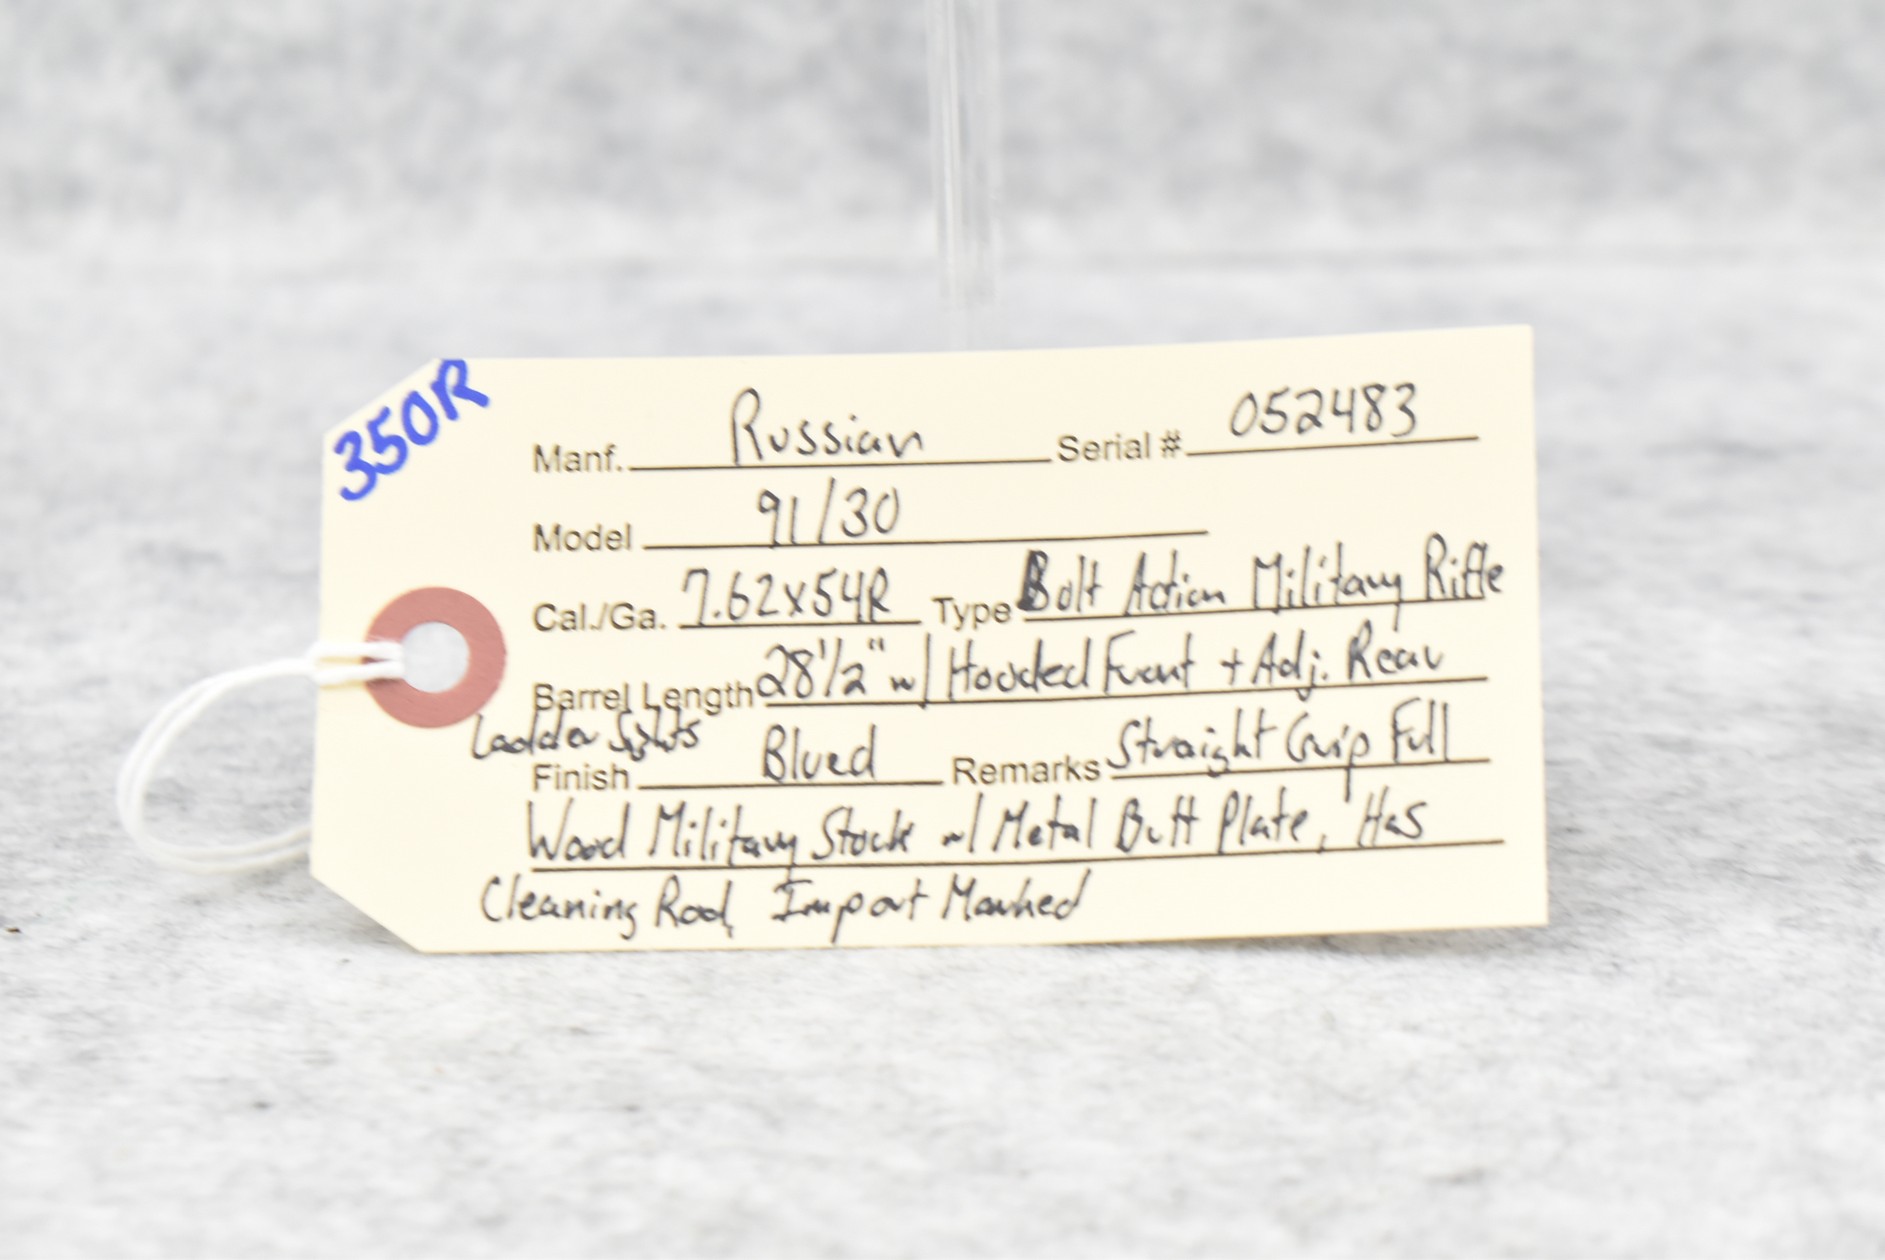 350R
Manf. Russian Serial # 052483
Model 91/30
Cal./Ga. 7.62x54R Type Bolt Action Military Rifle
Barrel Length 28 1/2" w/ Hooded Front + Adj. Rear
Ladder Sights
Finish Blued Remarks Straight Grip Full
Wood Military Stock w/ Metal Butt Plate, Has
Cleaning Rod, Import Marked